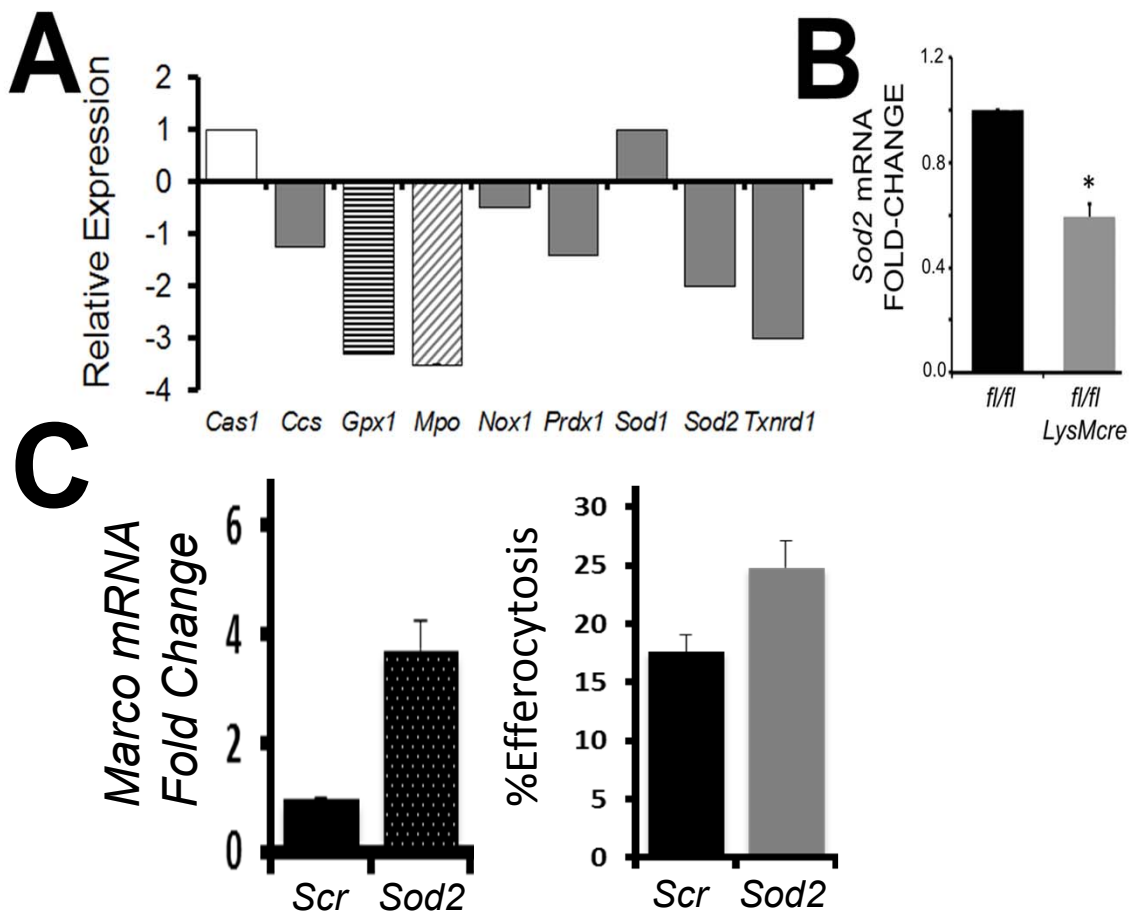 A
Relative Expression
2
1
0
-1
-2
-3
-4
Cas1 Ccs Gpx1 Mpo Nox1 Prdx1 Sod1 Sod2 Txnrd1
B
Sod2 mRNA
FOLD-CHANGE
1.2
0.8
0.4
0.0
*
fl/fl fl/fl
LysMcre
C
Marco mRNA
Fold Change
6
4
2
0
Scr Sod2
%Efferocytosis
30
25
20
15
10
5
0
Scr Sod2